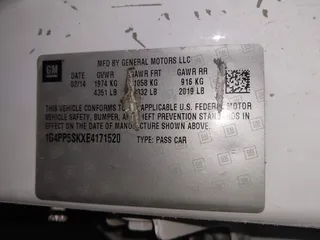 MFD BY GENERAL MOTORS LLC
GM DATE GVWR GAWR FRT GAWR RR
02/14 1974 KG 1058 KG 916 KG
4351 LB 2332 LB 2019 LB
THIS VEHICLE CONFORMS TO ALL APPLICABLE U.S. FEDERAL MOTOR
VEHICLE SAFETY, BUMPER, AND THEFT PREVENTION STANDARDS IN
EFFECT ON THE DATE OF MANUFACTURE SHOWN ABOVE.
1G4PP5SKXE4171520 TYPE: PASS CAR